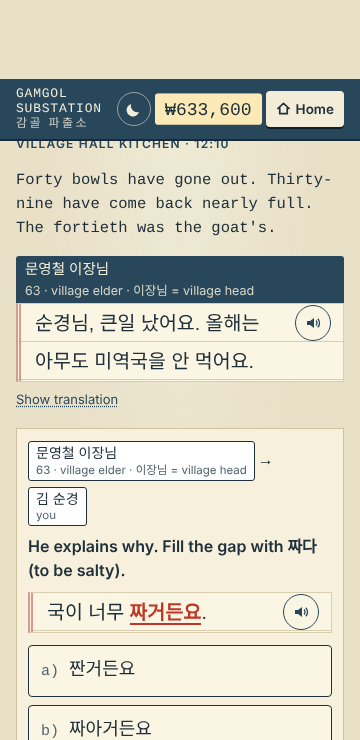 GAMGOL
SUBSTATION
감골 파출소
₩633,600
Home
VILLAGE HALL KITCHEN · 12:10
Forty bowls have gone out. Thirty-
nine have come back nearly full.
The fortieth was the goat's.
문영철 이장님
63 · village elder · 이장님 = village head
순경님, 큰일 났어요. 올해는
아무도 미역국을 안 먹어요.
Show translation
문영철 이장님
63 · village elder · 이장님 = village head
→
김 순경
you
He explains why. Fill the gap with 짜다
(to be salty).
국이 너무 짜거든요.
a) 짠거든요
b) 짜아거든요